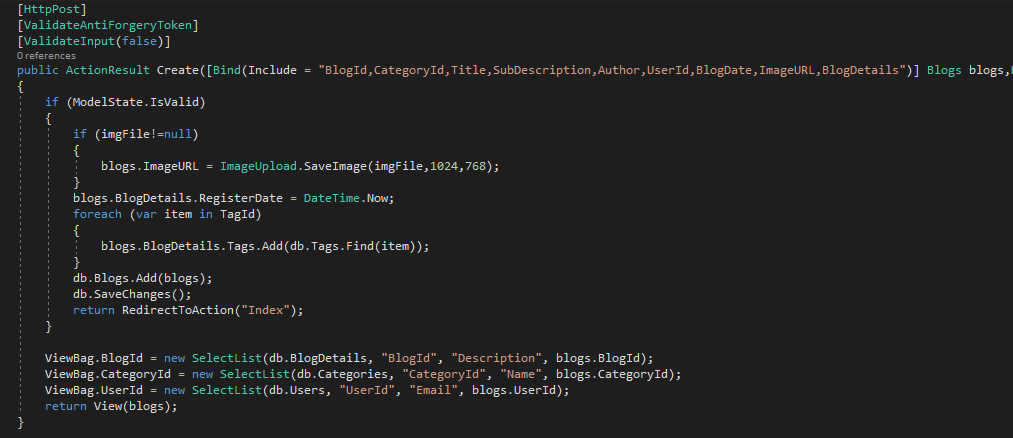 [HttpPost]
[ValidateAntiForgeryToken]
[ValidateInput(false)]
0 references
public ActionResult Create([Bind(Include = "BlogId,CategoryId,Title,SubDescription,Author,UserId,BlogDate,ImageURL,BlogDetails")] Blogs blogs,
{
if (ModelState.IsValid)
{
if (imgFile!=null)
{
blogs.ImageURL = ImageUpload.SaveImage(imgFile,1024,768);
}
blogs.BlogDetails.RegisterDate = DateTime.Now;
foreach (var item in TagId)
{
blogs.BlogDetails.Tags.Add(db.Tags.Find(item));
}
db.Blogs.Add(blogs);
db.SaveChanges();
return RedirectToAction("Index");
}
ViewBag.BlogId = new SelectList(db.BlogDetails, "BlogId", "Description", blogs.BlogId);
ViewBag.CategoryId = new SelectList(db.Categories, "CategoryId", "Name", blogs.CategoryId);
ViewBag.UserId = new SelectList(db.Users, "UserId", "Email", blogs.UserId);
return View(blogs);
}